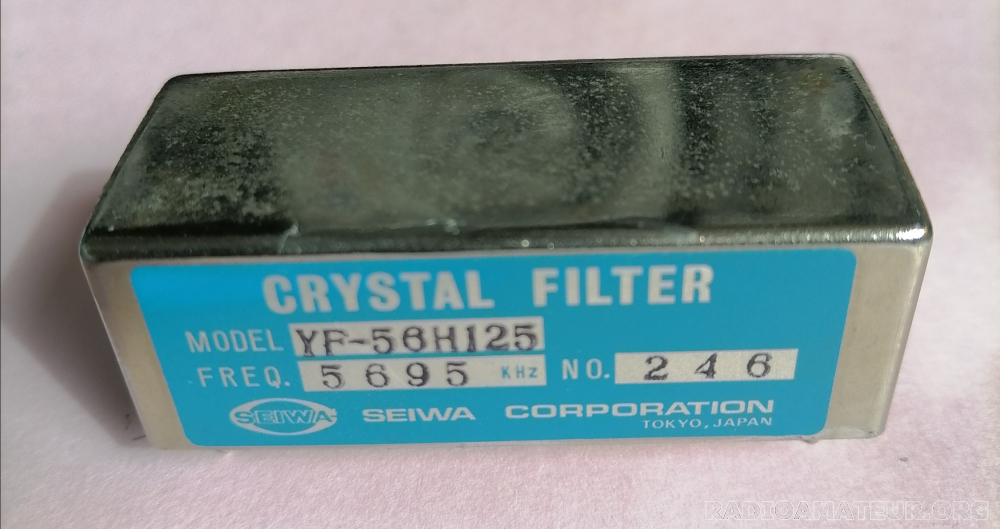 CRYSTAL FILTER
MODEL YF-56H125
FREQ. 5695 KHz NO. 246
SEIWA SEIWA CORPORATION
TOKYO, JAPAN
RADIOAMATEUR.ORG